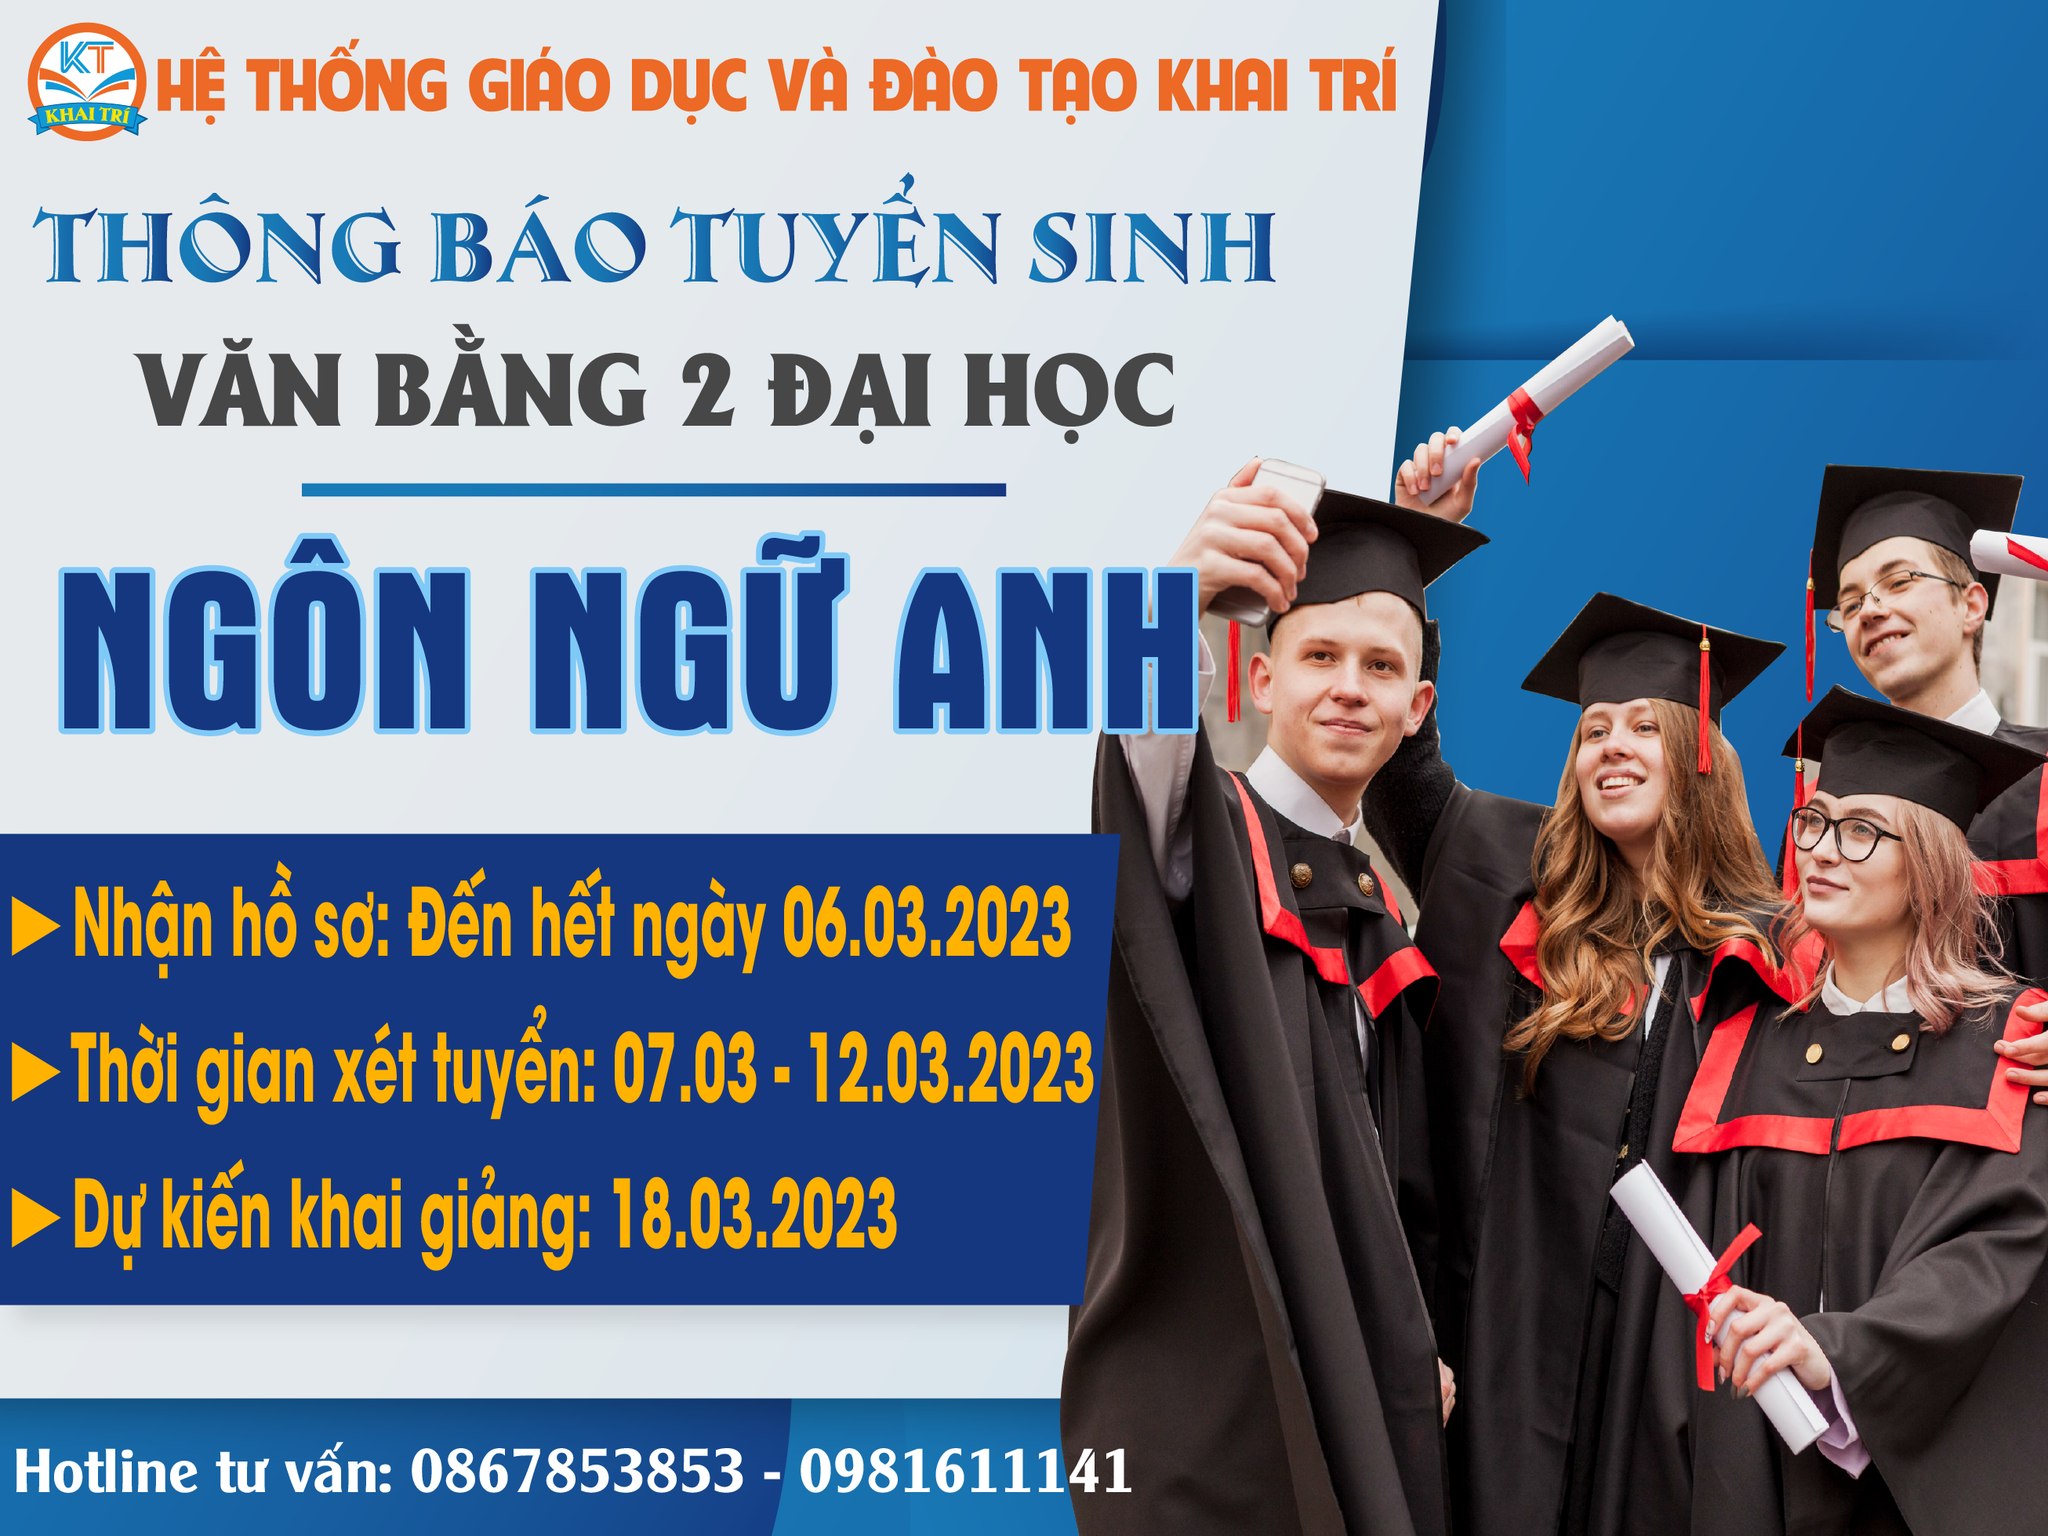 KT
KHAI TRÍ
HỆ THỐNG GIÁO DỤC VÀ ĐÀO TẠO KHAI TRÍ
THÔNG BÁO TUYỂN SINH
VĂN BẰNG 2 ĐẠI HỌC
NGÔN NGỮ ANH
Nhận hồ sơ: Đến hết ngày 06.03.2023
Thời gian xét tuyển: 07.03 - 12.03.2023
Dự kiến khai giảng: 18.03.2023
Hotline tư vấn: 0867853853 - 0981611141